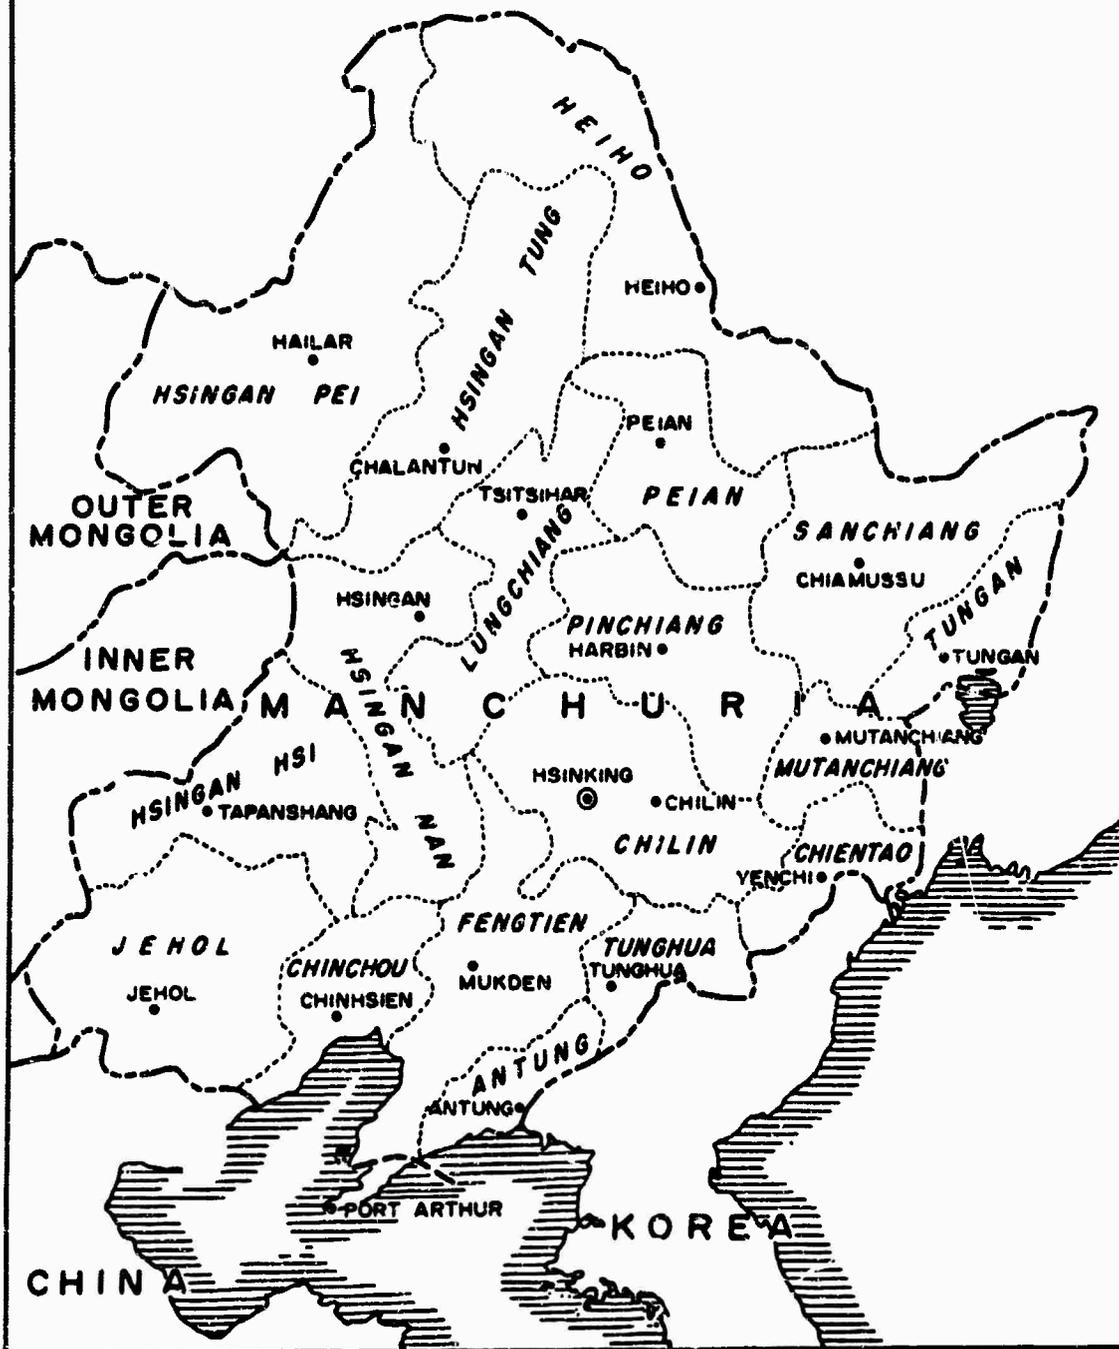 HEIHO
HSINGAN TUNG
HEIHO
HAILAR
HSINGAN PEI
PEIAN
CHALANTUN
TSITSIHAR
PEIAN
OUTER
MONGOLIA
SANCHIANG
CHIAMUSSU
LUNGCHIANG
TUNGAN
HSINGAN
PINCHIANG
HARBIN
TUNGAN
INNER
MONGOLIA
MANCHURIA
HSINGAN NAN
MUTANCHIANG
MUTANCHIANG
HSINGAN HSI
TAPANSHANG
HSINKING
CHILIN
CHILIN
CHIENTAO
YENCHI
FENGTIEN
JEHOL
CHINCHOU
TUNGHUA
TUNGHUA
MUKDEN
JEHOL
CHINHSIEN
ANTUNG
ANTUNG
PORT ARTHUR
KOREA
CHINA